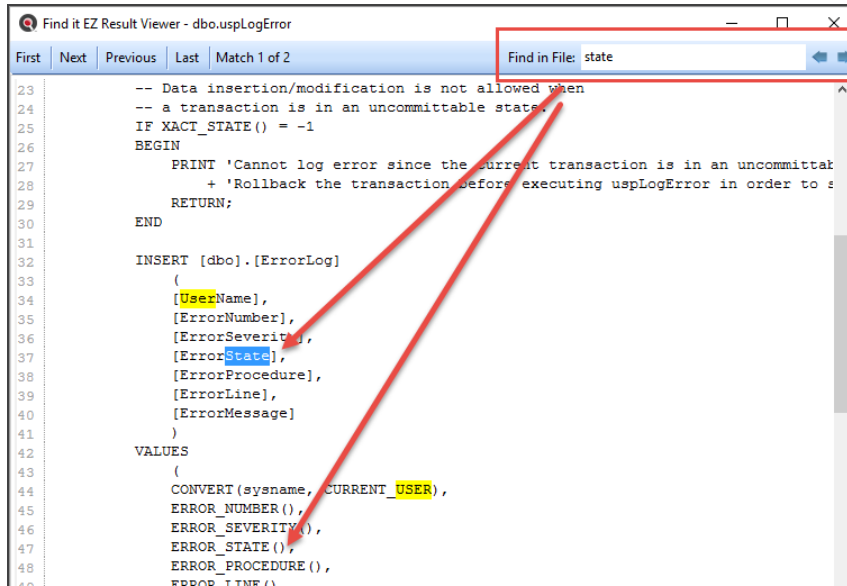 Find it EZ Result Viewer - dbo.uspLogError
First Next Previous Last Match 1 of 2 Find in File: state
23 -- Data insertion/modification is not allowed when
24 -- a transaction is in an uncommittable state.
25 IF XACT_STATE() = -1
26 BEGIN
27 PRINT 'Cannot log error since the current transaction is in an uncommittab
28 + 'Rollback the transaction before executing uspLogError in order to s
29 RETURN;
30 END
31
32 INSERT [dbo].[ErrorLog]
33 (
34 [UserName],
35 [ErrorNumber],
36 [ErrorSeverity],
37 [ErrorState],
38 [ErrorProcedure],
39 [ErrorLine],
40 [ErrorMessage]
41 )
42 VALUES
43 (
44 CONVERT(sysname, CURRENT_USER),
45 ERROR_NUMBER(),
46 ERROR_SEVERITY(),
47 ERROR_STATE(),
48 ERROR_PROCEDURE(),
ERROR_LINE()